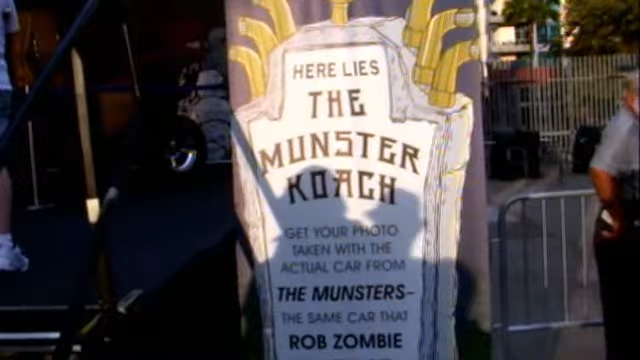 HERE LIES
THE
MUNSTER
KOACH
GET YOUR PHOTO
TAKEN WITH THE
ACTUAL CAR FROM
THE MUNSTERS–
THE SAME CAR THAT
ROB ZOMBIE